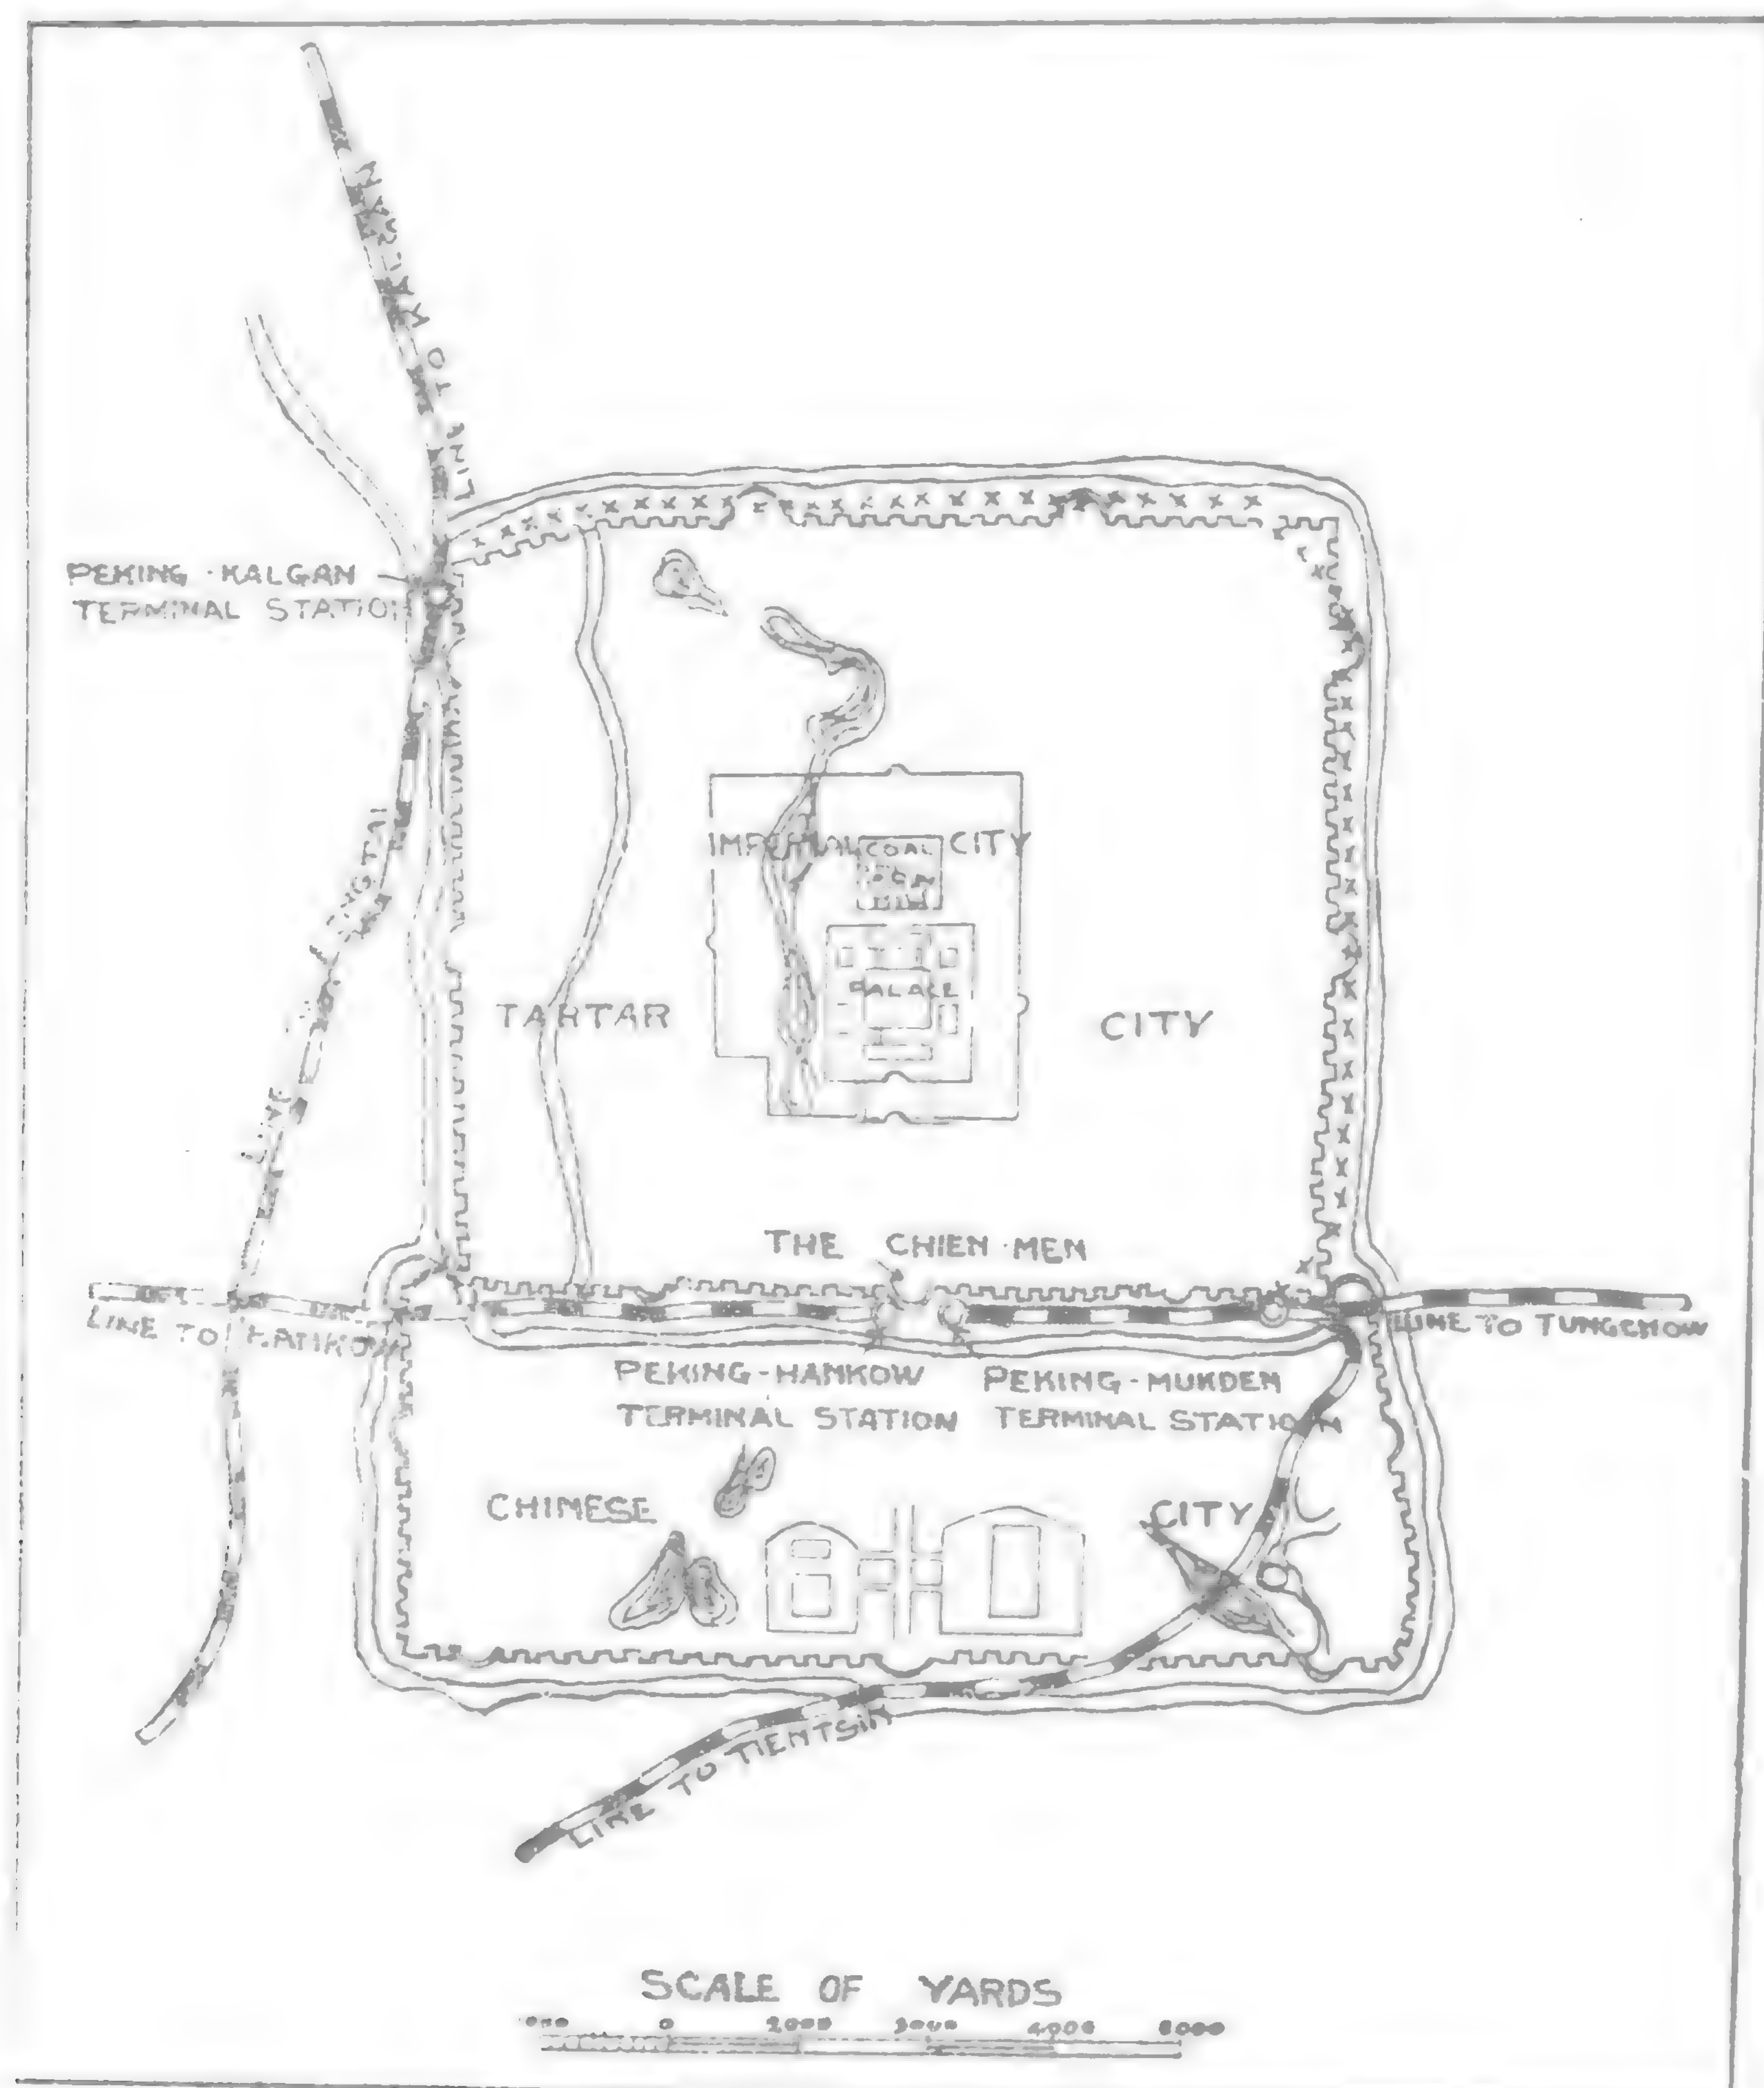 LINE TO KALGAN
PEKING-KALGAN
TERMINAL STATION
IMPERIAL CITY
COAL
PALACE
TARTAR CITY
LINE
THE CHIEN MEN
LINE TO HANKOW
LINE TO TUNGCHOW
PEKING-HANKOW
TERMINAL STATION
PEKING-MUKDEN
TERMINAL STATION
CHINESE CITY
LINE TO TIENTSIN
SCALE OF YARDS
0 2000 3000 4000 5000